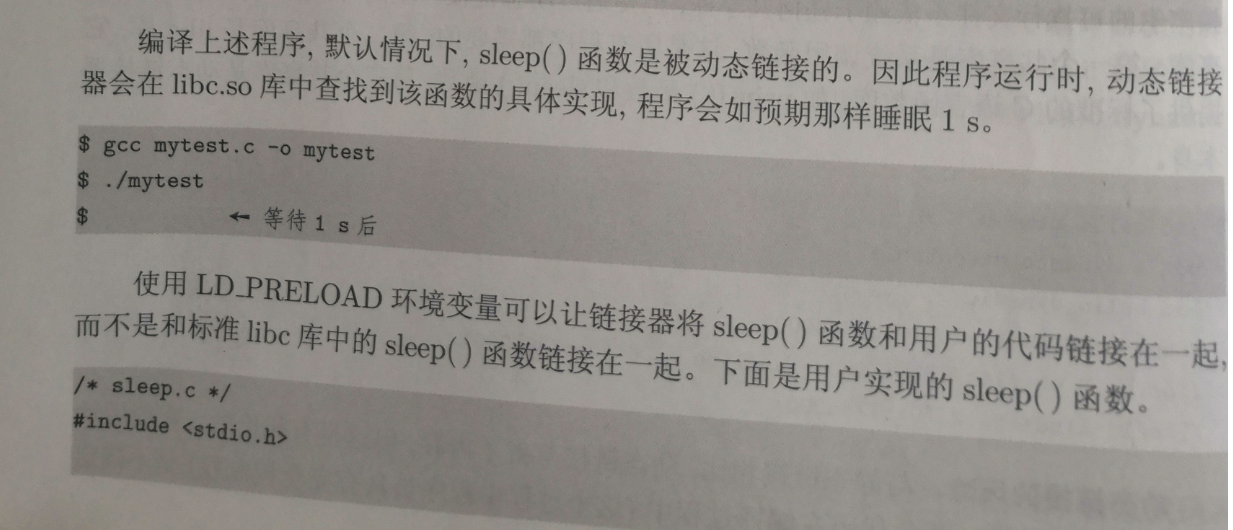 编译上述程序, 默认情况下, sleep( ) 函数是被动态链接的。因此程序运行时, 动态链接
器会在 libc.so 库中查找到该函数的具体实现, 程序会如预期那样睡眠 1 s。
$ gcc mytest.c -o mytest
$ ./mytest
$ ← 等待 1 s 后
使用 LD_PRELOAD 环境变量可以让链接器将 sleep( ) 函数和用户的代码链接在一起,
而不是和标准 libc 库中的 sleep( ) 函数链接在一起。下面是用户实现的 sleep( ) 函数。
/* sleep.c */
#include <stdio.h>